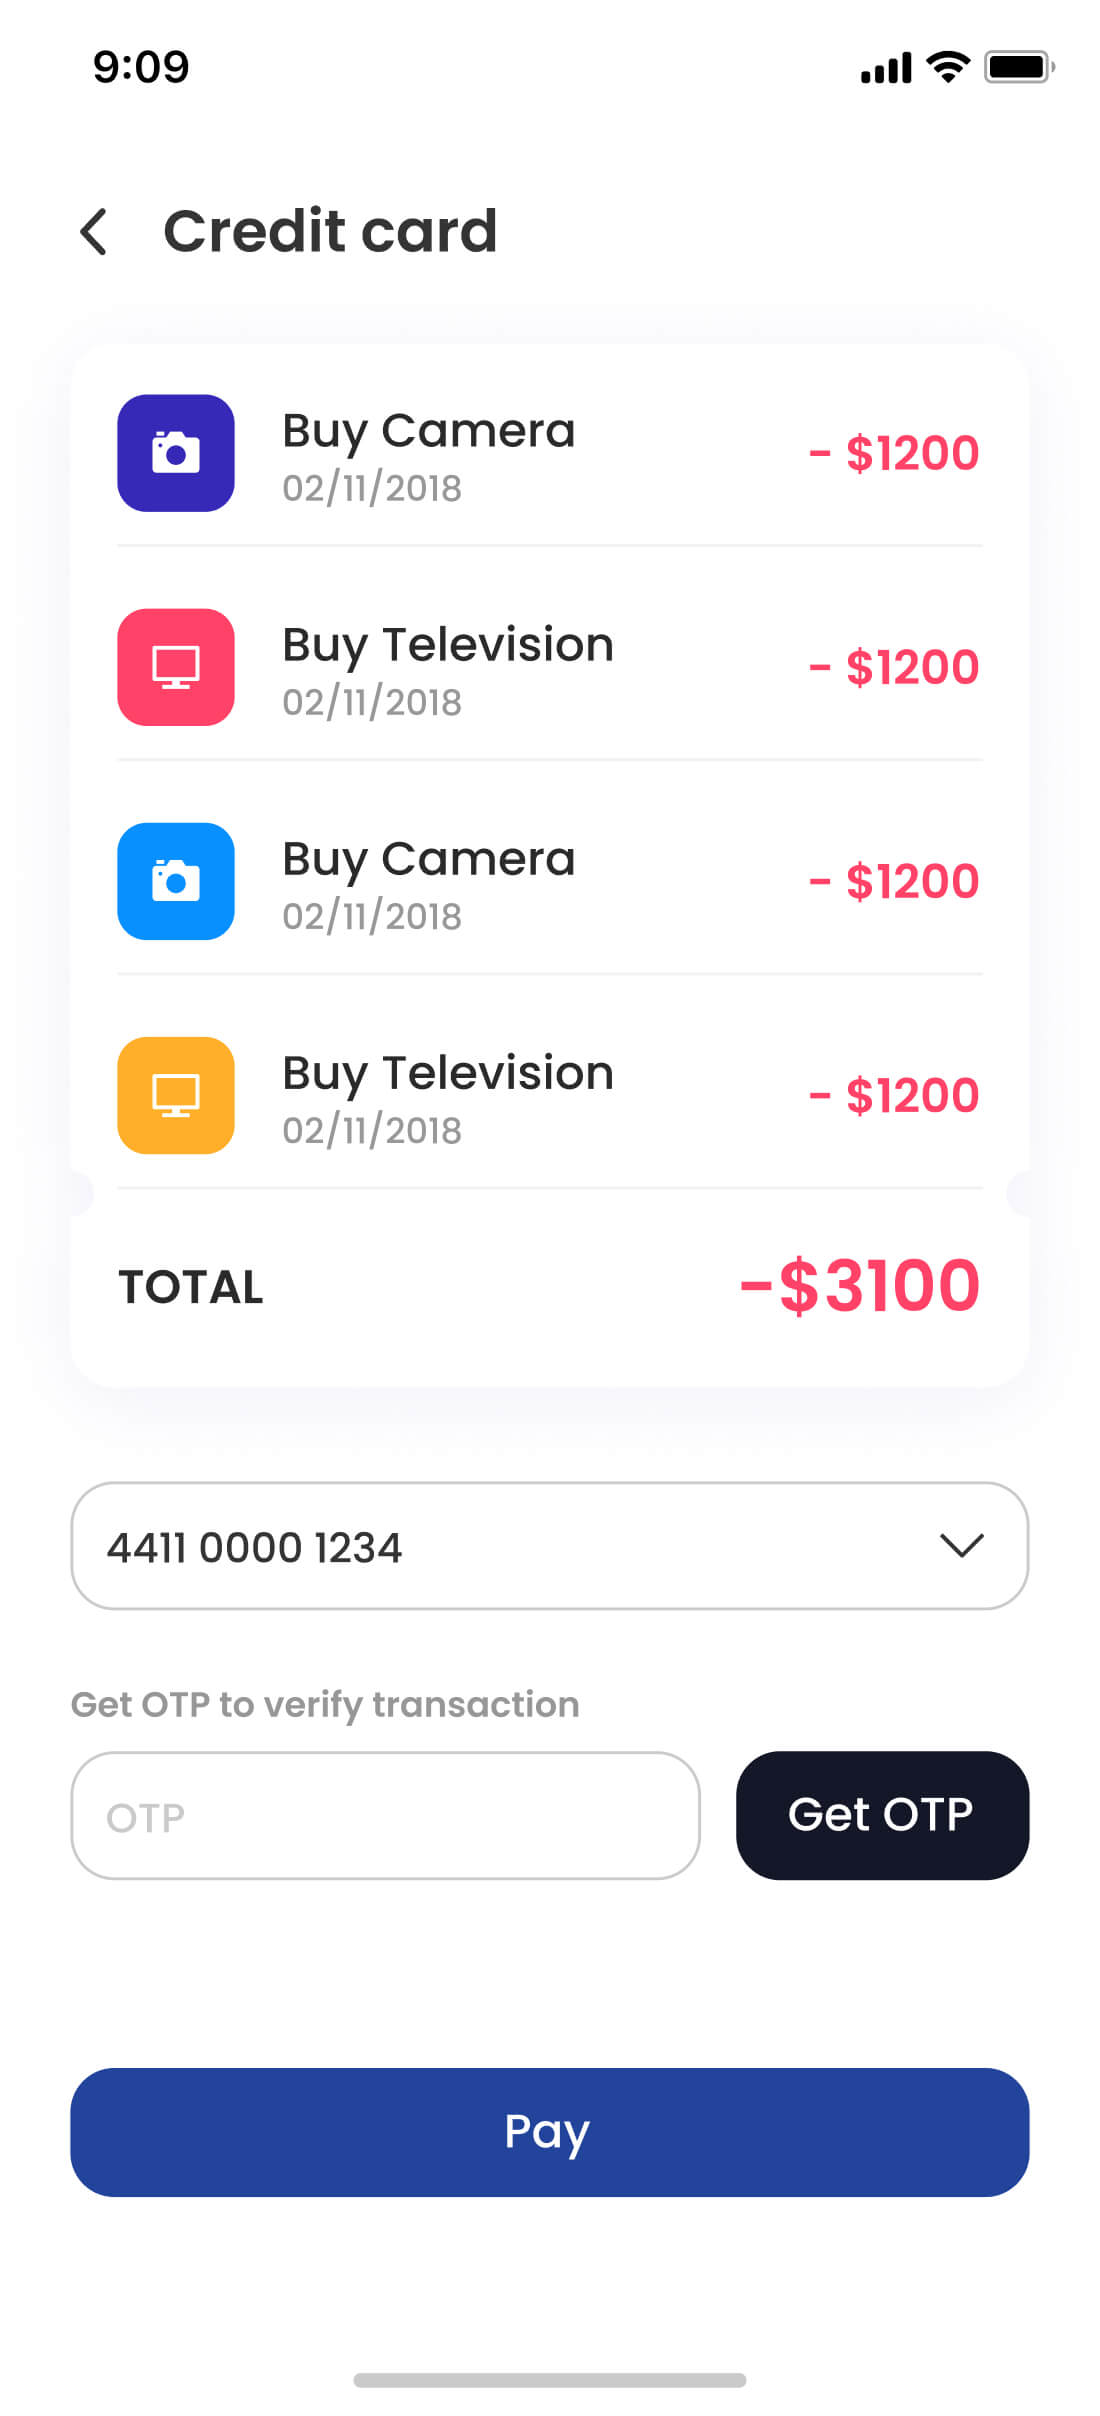 9:09
Credit card
Buy Camera
02/11/2018
- $1200
Buy Television
02/11/2018
- $1200
Buy Camera
02/11/2018
- $1200
Buy Television
02/11/2018
- $1200
TOTAL
-$3100
4411 0000 1234
Get OTP to verify transaction
OTP
Get OTP
Pay